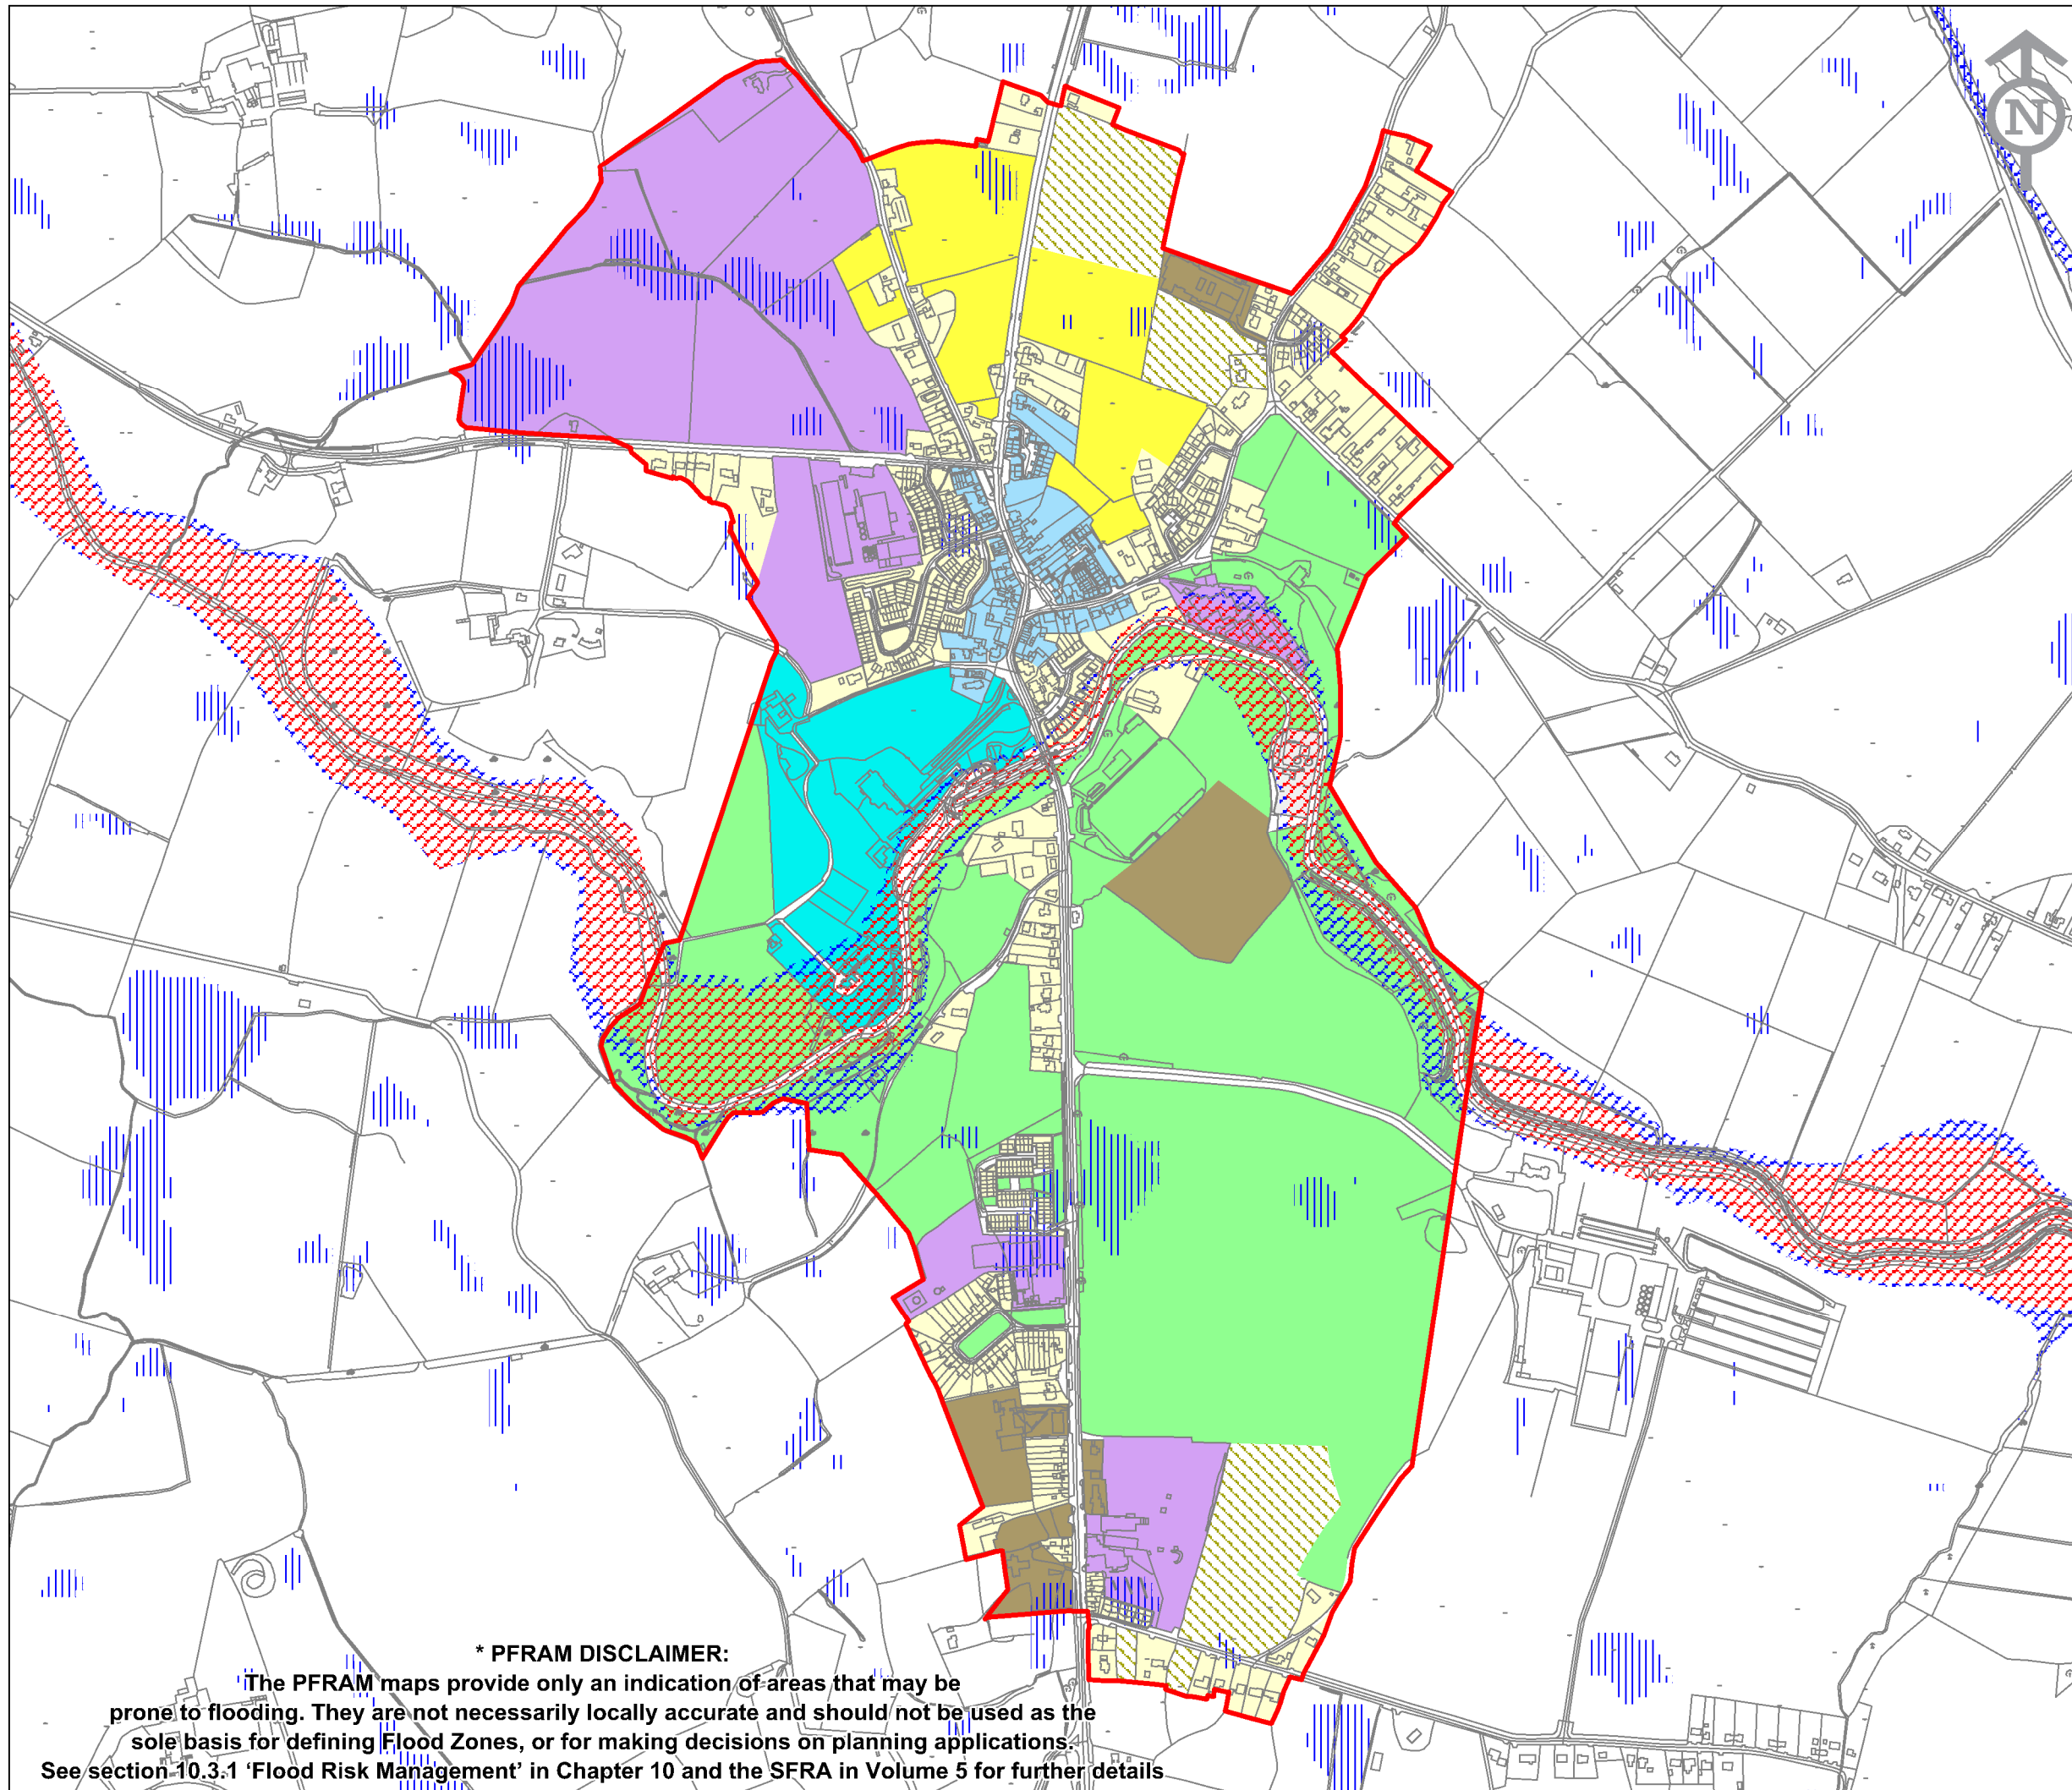 N
* PFRAM DISCLAIMER:
The PFRAM maps provide only an indication of areas that may be
prone to flooding. They are not necessarily locally accurate and should not be used as the
sole basis for defining Flood Zones, or for making decisions on planning applications.
See section 10.3.1 ‘Flood Risk Management’ in Chapter 10 and the SFRA in Volume 5 for further details